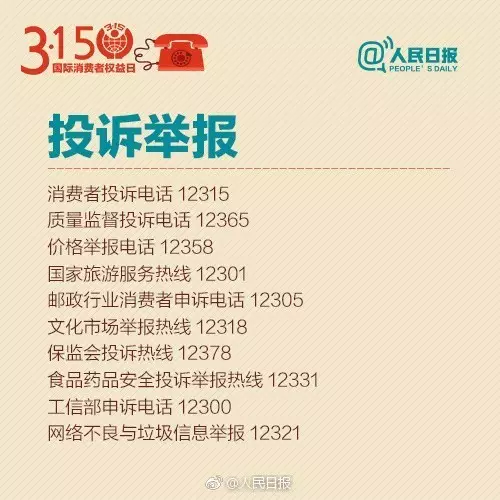 3·15
3·15
国际消费者权益日
@人民日报
PEOPLE'S DAILY
投诉举报
消费者投诉电话 12315
质量监督投诉电话 12365
价格举报电话 12358
国家旅游服务热线 12301
邮政行业消费者申诉电话 12305
文化市场举报热线 12318
保监会投诉热线 12378
食品药品安全投诉举报热线 12331
工信部申诉电话 12300
网络不良与垃圾信息举报 12321
@人民日报